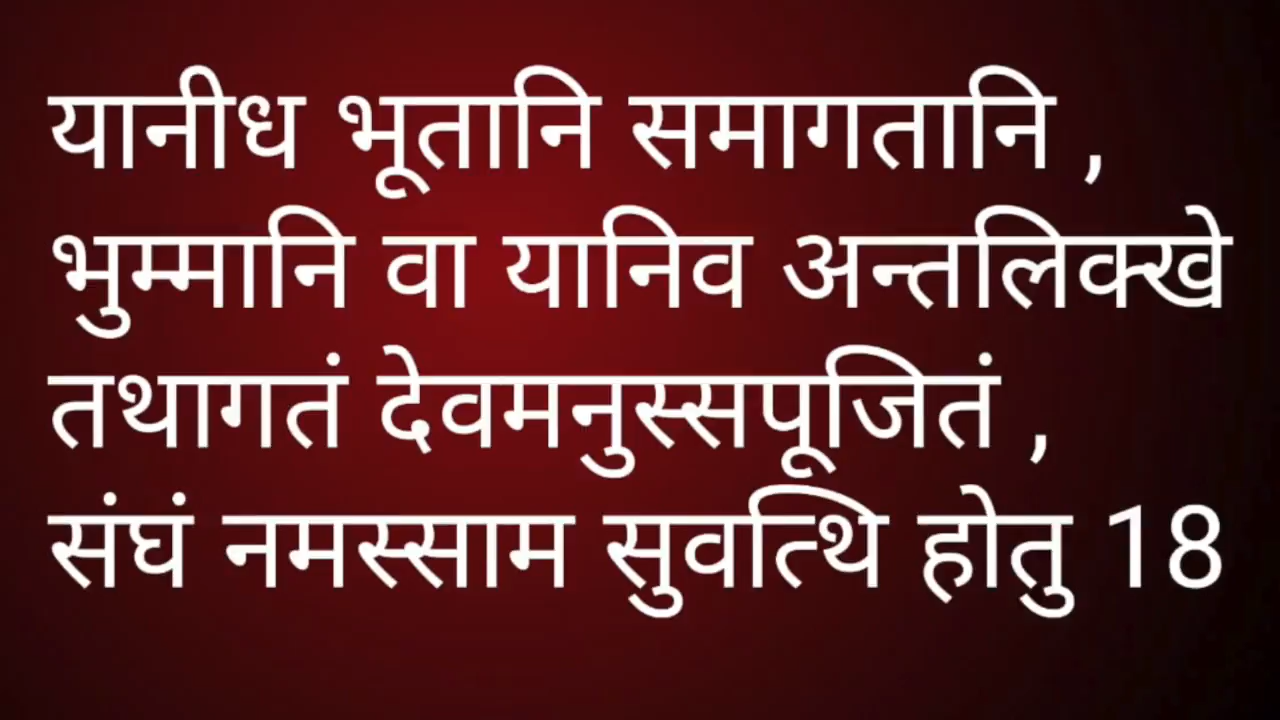 यानीध भूतानि समागतानि ,
भुम्मानि वा यानिव अन्तलिक्खे
तथागतं देवमनुस्सपूजितं ,
संघं नमस्साम सुवत्थि होतु 18